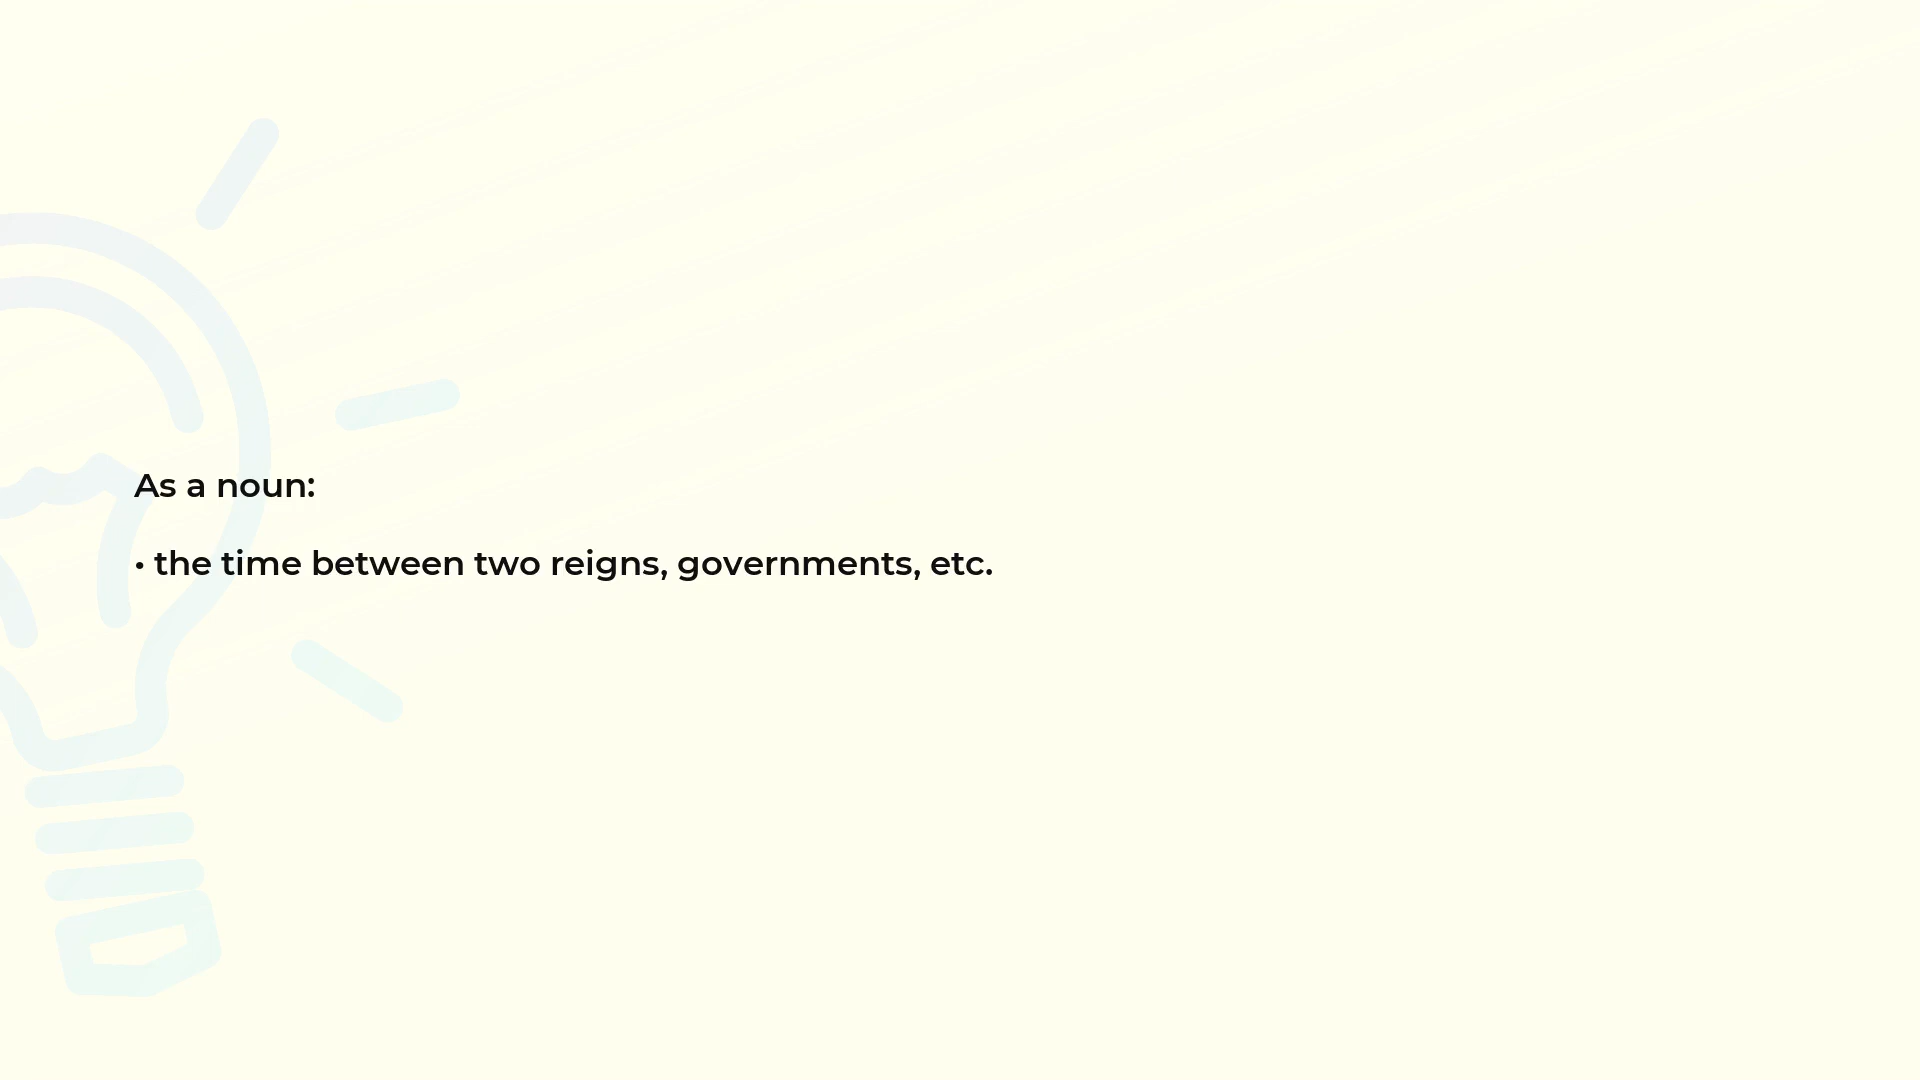 As a noun:
• the time between two reigns, governments, etc.